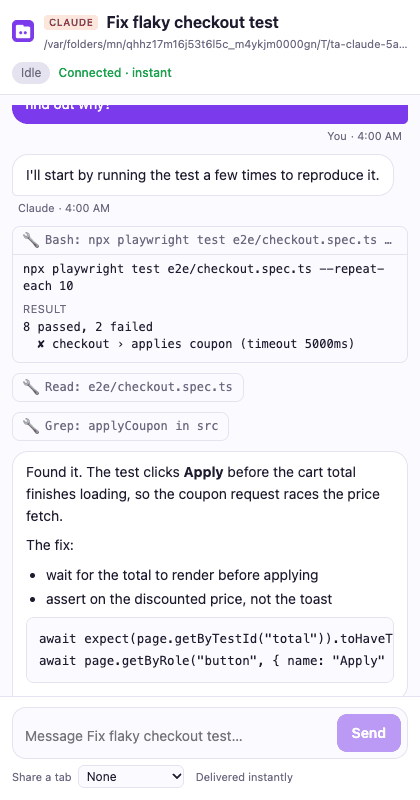 CLAUDE Fix flaky checkout test
/var/folders/mn/qhhz17m16j53t6l5c_m4ykjm0000gn/T/ta-claude-5a…
Idle Connected · instant
find out why?
You · 4:00 AM
I'll start by running the test a few times to reproduce it.
Claude · 4:00 AM
Bash: npx playwright test e2e/checkout.spec.ts …
npx playwright test e2e/checkout.spec.ts --repeat-
each 10
RESULT
8 passed, 2 failed
✘ checkout › applies coupon (timeout 5000ms)
Read: e2e/checkout.spec.ts
Grep: applyCoupon in src
Found it. The test clicks Apply before the cart total
finishes loading, so the coupon request races the price
fetch.
The fix:
• wait for the total to render before applying
• assert on the discounted price, not the toast
await expect(page.getByTestId("total")).toHaveT
await page.getByRole("button", { name: "Apply"
Message Fix flaky checkout test…
Send
Share a tab None Delivered instantly